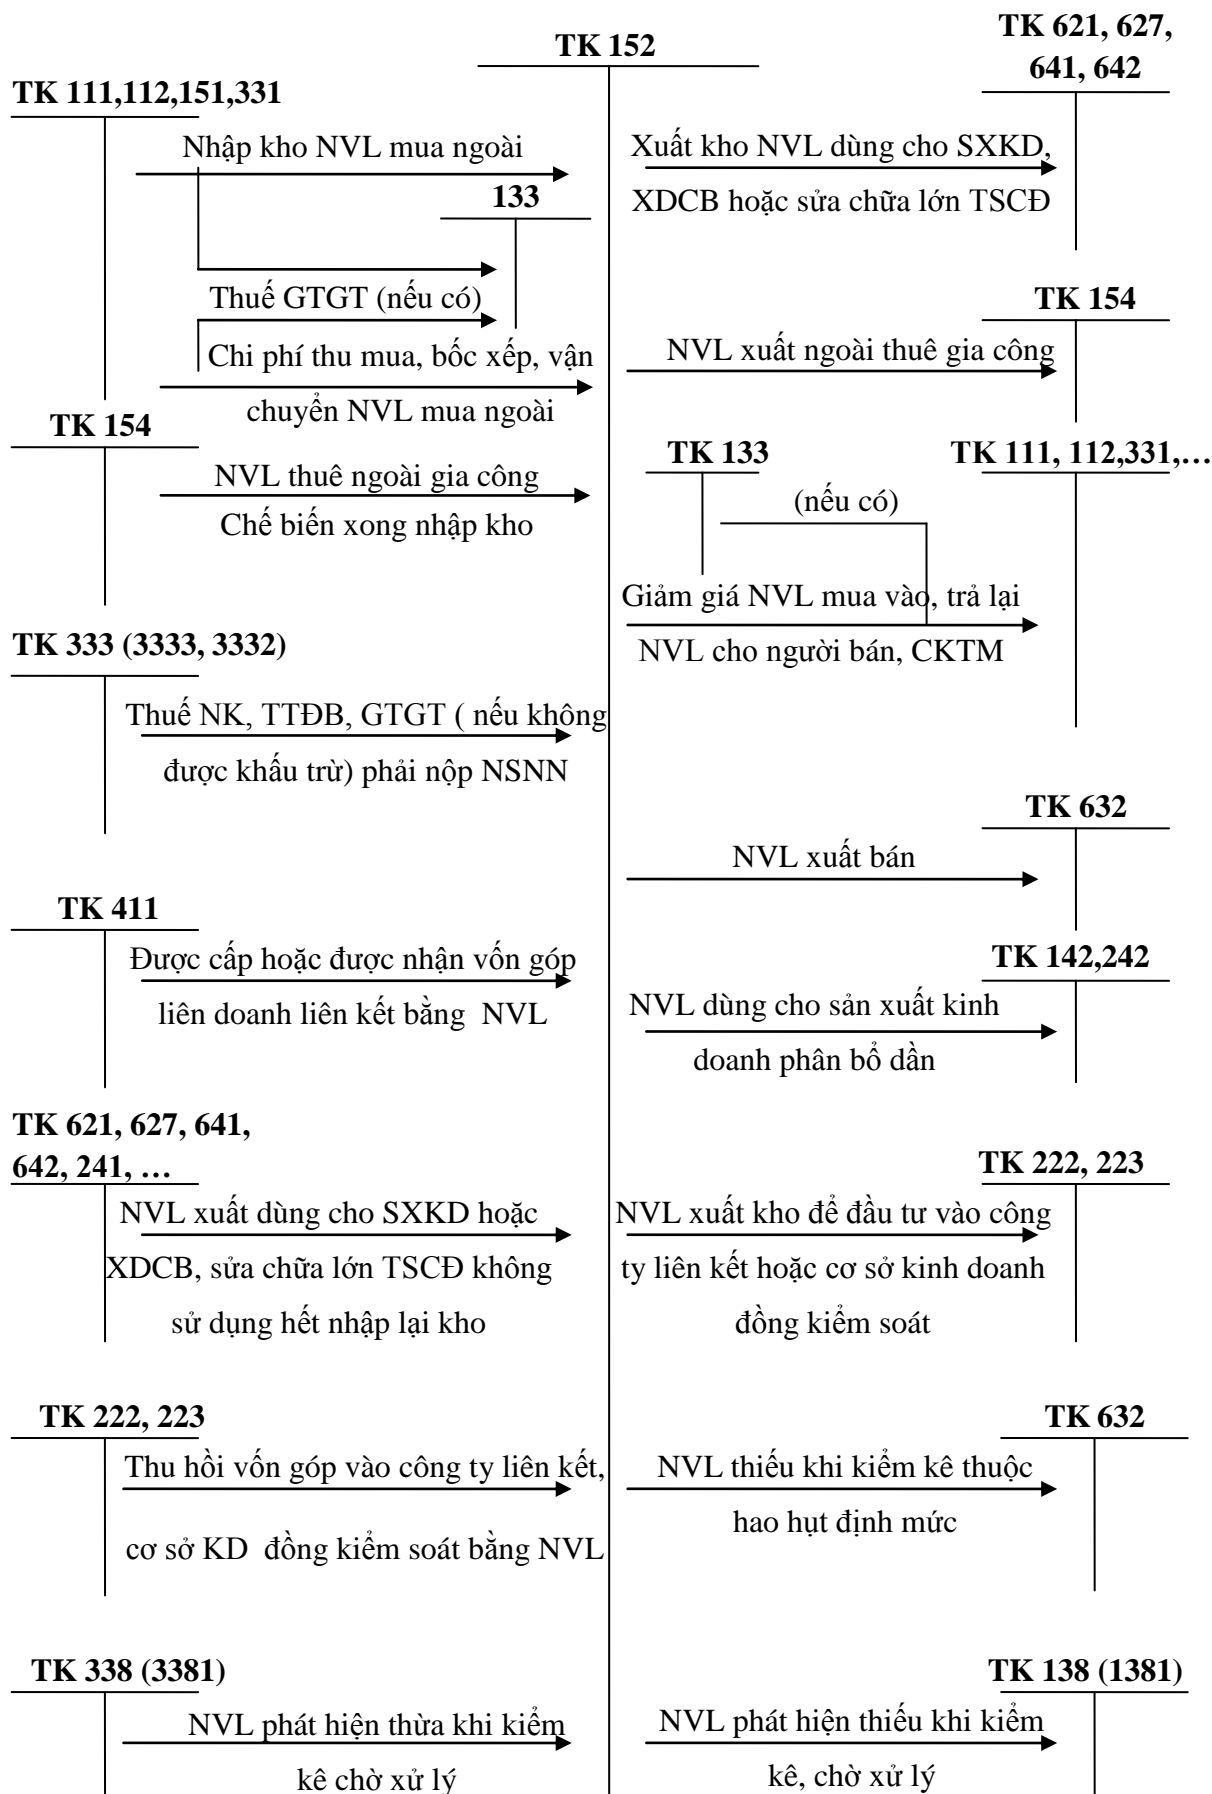 TK 152
TK 621, 627,
641, 642
TK 111,112,151,331
Nhập kho NVL mua ngoài
133
Thuế GTGT (nếu có)
Chi phí thu mua, bốc xếp, vận
chuyển NVL mua ngoài
Xuất kho NVL dùng cho SXKD,
XDCB hoặc sửa chữa lớn TSCĐ
TK 154
NVL xuất ngoài thuê gia công
TK 154
NVL thuê ngoài gia công
Chế biến xong nhập kho
TK 133
TK 111, 112,331,…
(nếu có)
Giảm giá NVL mua vào, trả lại
NVL cho người bán, CKTM
TK 333 (3333, 3332)
Thuế NK, TTĐB, GTGT ( nếu không
được khấu trừ) phải nộp NSNN
TK 632
NVL xuất bán
TK 411
Được cấp hoặc được nhận vốn góp
liên doanh liên kết bằng NVL
TK 142,242
NVL dùng cho sản xuất kinh
doanh phân bổ dần
TK 621, 627, 641,
642, 241, …
NVL xuất dùng cho SXKD hoặc
XDCB, sửa chữa lớn TSCĐ không
sử dụng hết nhập lại kho
TK 222, 223
NVL xuất kho để đầu tư vào công
ty liên kết hoặc cơ sở kinh doanh
đồng kiểm soát
TK 222, 223
Thu hồi vốn góp vào công ty liên kết,
cơ sở KD đồng kiểm soát bằng NVL
TK 632
NVL thiếu khi kiểm kê thuộc
hao hụt định mức
TK 338 (3381)
NVL phát hiện thừa khi kiểm
kê chờ xử lý
TK 138 (1381)
NVL phát hiện thiếu khi kiểm
kê, chờ xử lý